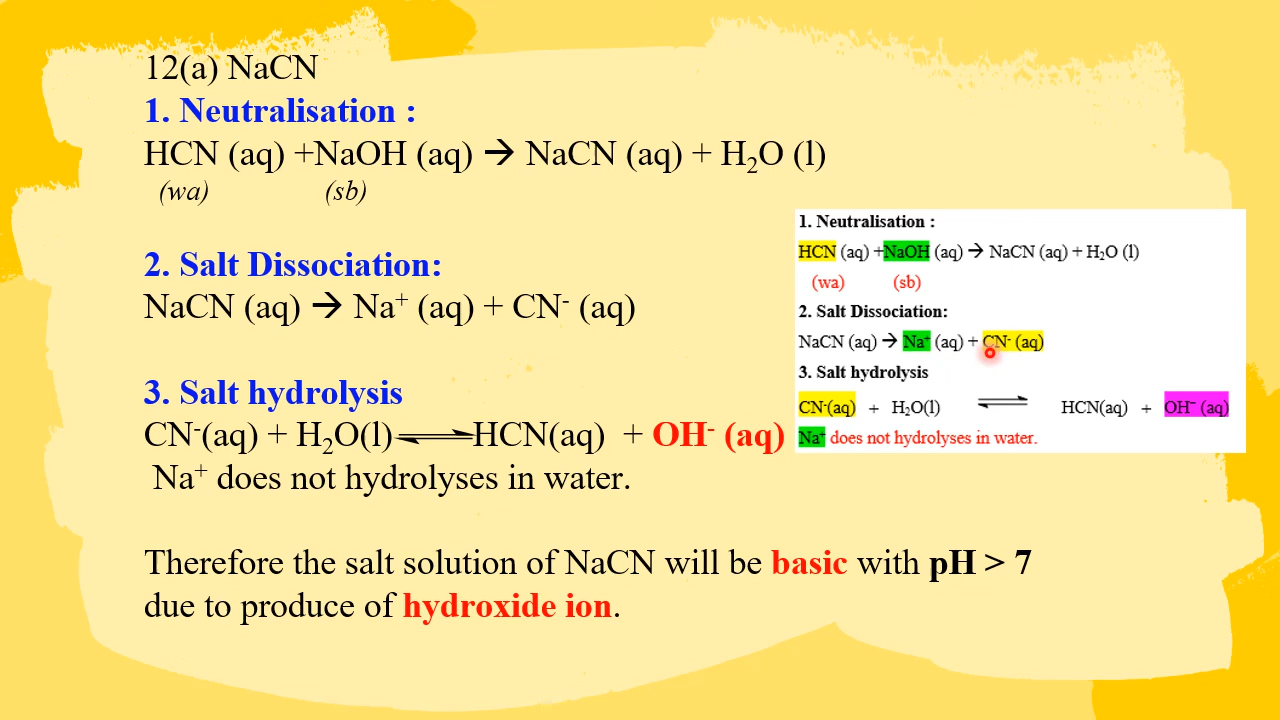 12(a) NaCN
1. Neutralisation :
HCN (aq) +NaOH (aq) → NaCN (aq) + H₂O (l)
(wa) (sb)
2. Salt Dissociation:
NaCN (aq) → Na⁺ (aq) + CN⁻ (aq)
3. Salt hydrolysis
CN⁻(aq) + H₂O(l) ⇌ HCN(aq) + OH⁻ (aq)
Na⁺ does not hydrolyses in water.
Therefore the salt solution of NaCN will be basic with pH > 7
due to produce of hydroxide ion.
1. Neutralisation :
HCN (aq) +NaOH (aq) → NaCN (aq) + H₂O (l)
(wa) (sb)
2. Salt Dissociation:
NaCN (aq) → Na⁺ (aq) + CN⁻ (aq)
3. Salt hydrolysis
CN⁻(aq) + H₂O(l) ⇌ HCN(aq) + OH⁻ (aq)
Na⁺ does not hydrolyses in water.